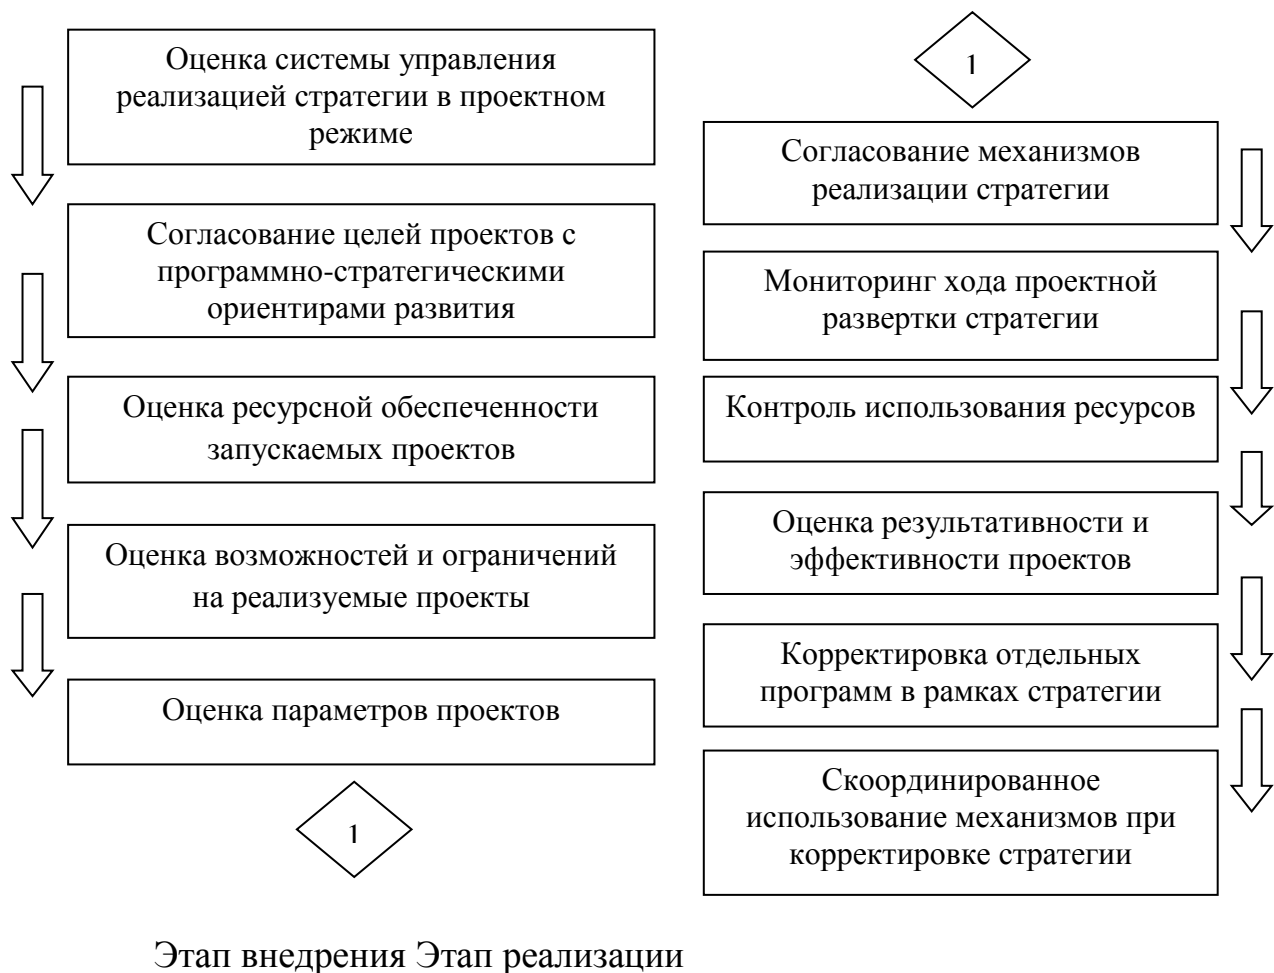 Оценка системы управления
реализацией стратегии в проектном
режиме
Согласование целей проектов с
программно-стратегическими
ориентирами развития
Оценка ресурсной обеспеченности
запускаемых проектов
Оценка возможностей и ограничений
на реализуемые проекты
Оценка параметров проектов
1
1
Согласование механизмов
реализации стратегии
Мониторинг хода проектной
развертки стратегии
Контроль использования ресурсов
Оценка результативности и
эффективности проектов
Корректировка отдельных
программ в рамках стратегии
Скоординированное
использование механизмов при
корректировке стратегии
Этап внедрения Этап реализации